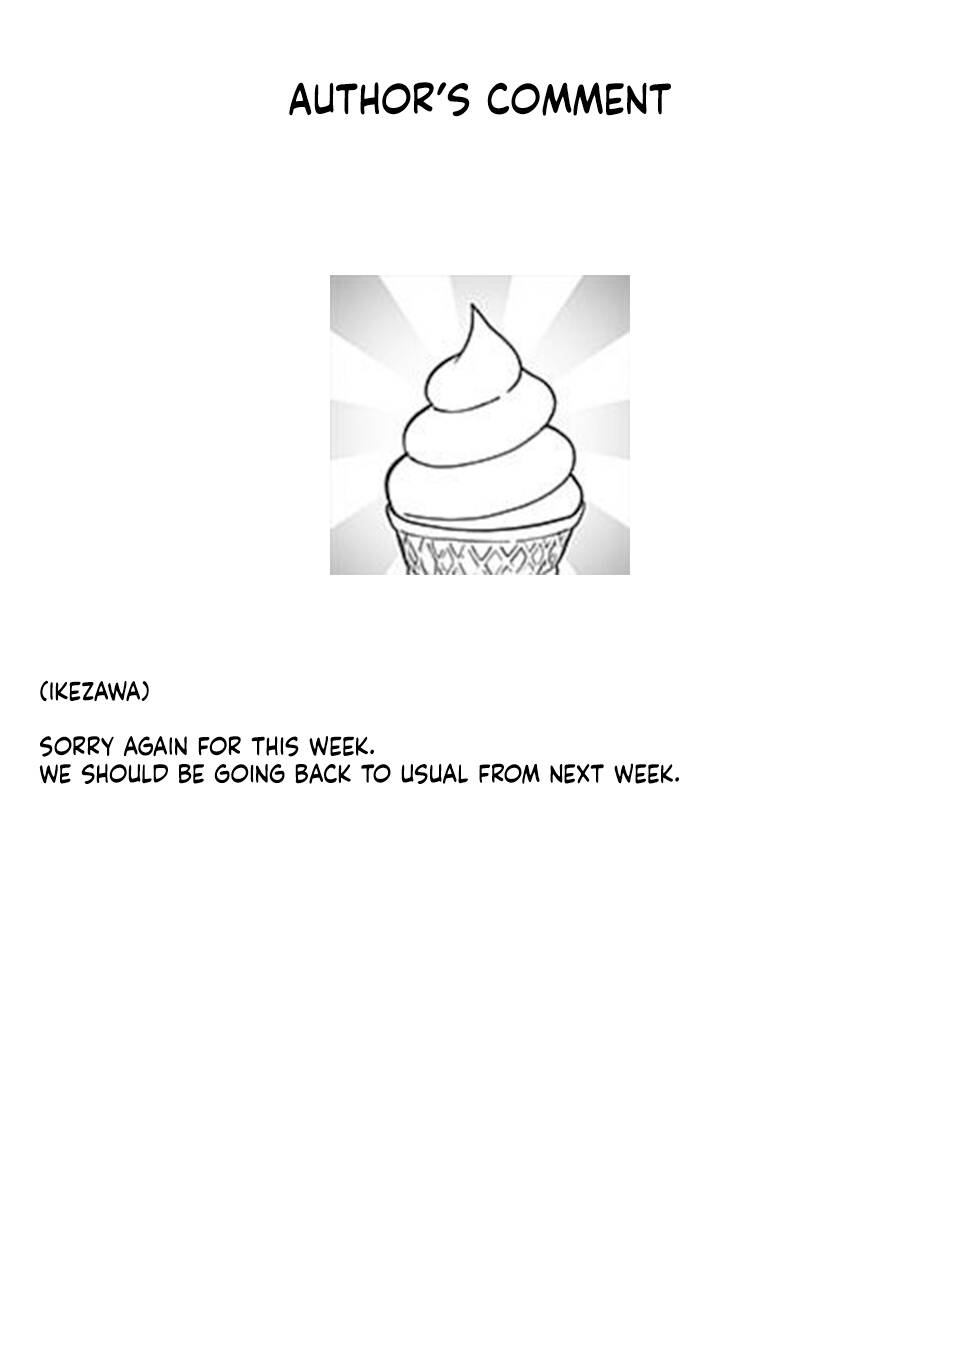 AUTHOR'S COMMENT
(IKEZAWA)
SORRY AGAIN FOR THIS WEEK.
WE SHOULD BE GOING BACK TO USUAL FROM NEXT WEEK.